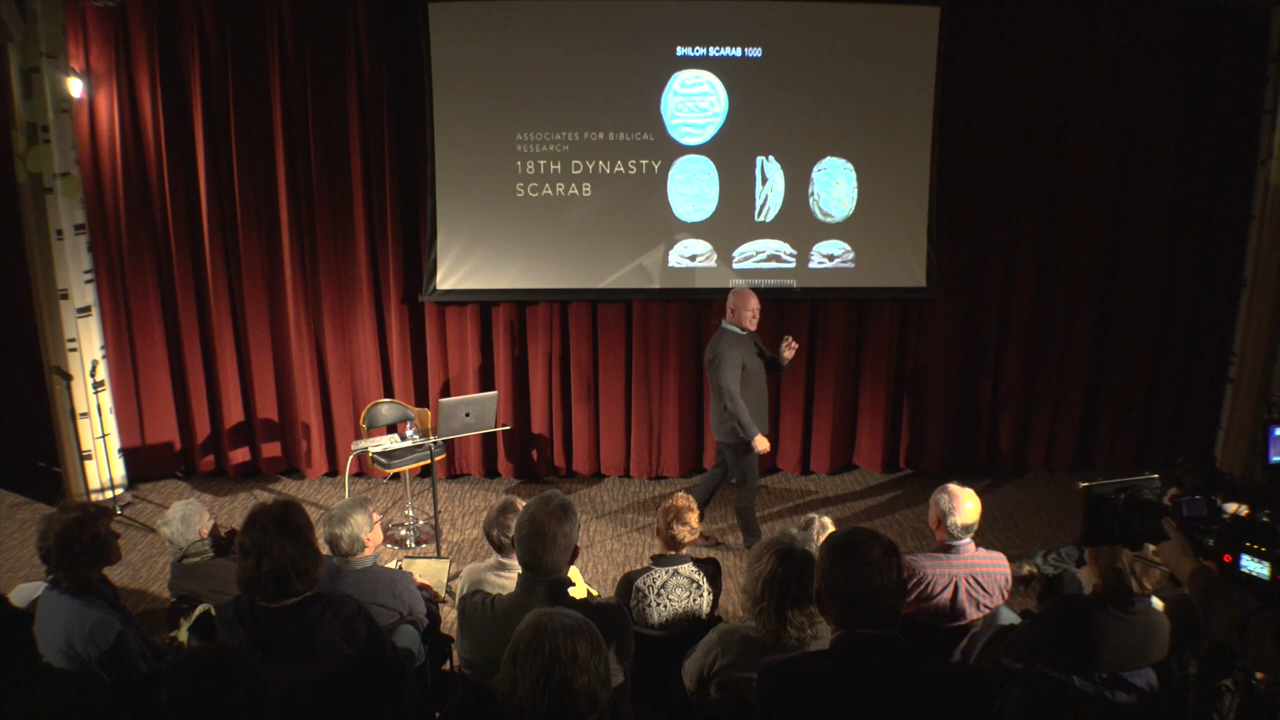 SHILOH SCARAB 1000
ASSOCIATES FOR BIBLICAL
RESEARCH
18TH DYNASTY
SCARAB